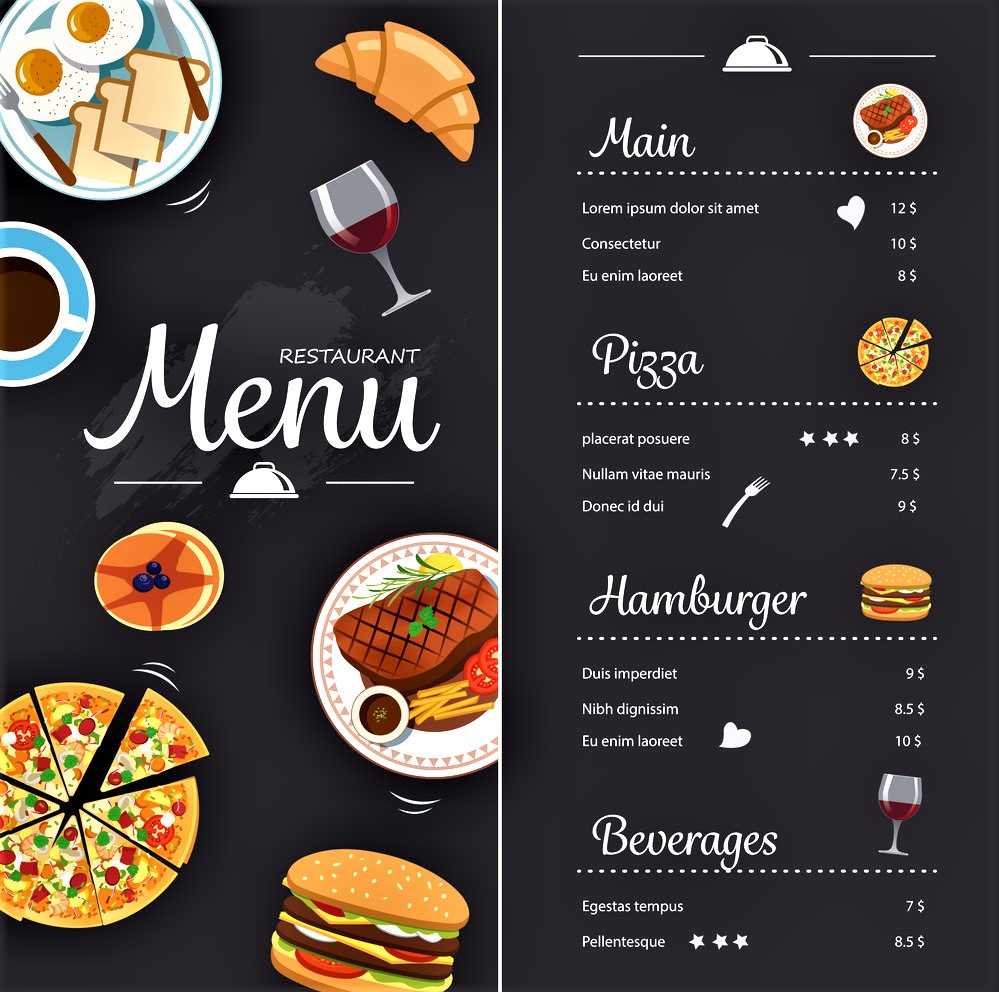 RESTAURANT
Menu
Main
Lorem ipsum dolor sit amet 12 $
Consectetur 10 $
Eu enim laoreet 8 $
Pizza
placerat posuere 8 $
Nullam vitae mauris 7.5 $
Donec id dui 9 $
Hamburger
Duis imperdiet 9 $
Nibh dignissim 8.5 $
Eu enim laoreet 10 $
Beverages
Egestas tempus 7 $
Pellentesque 8.5 $